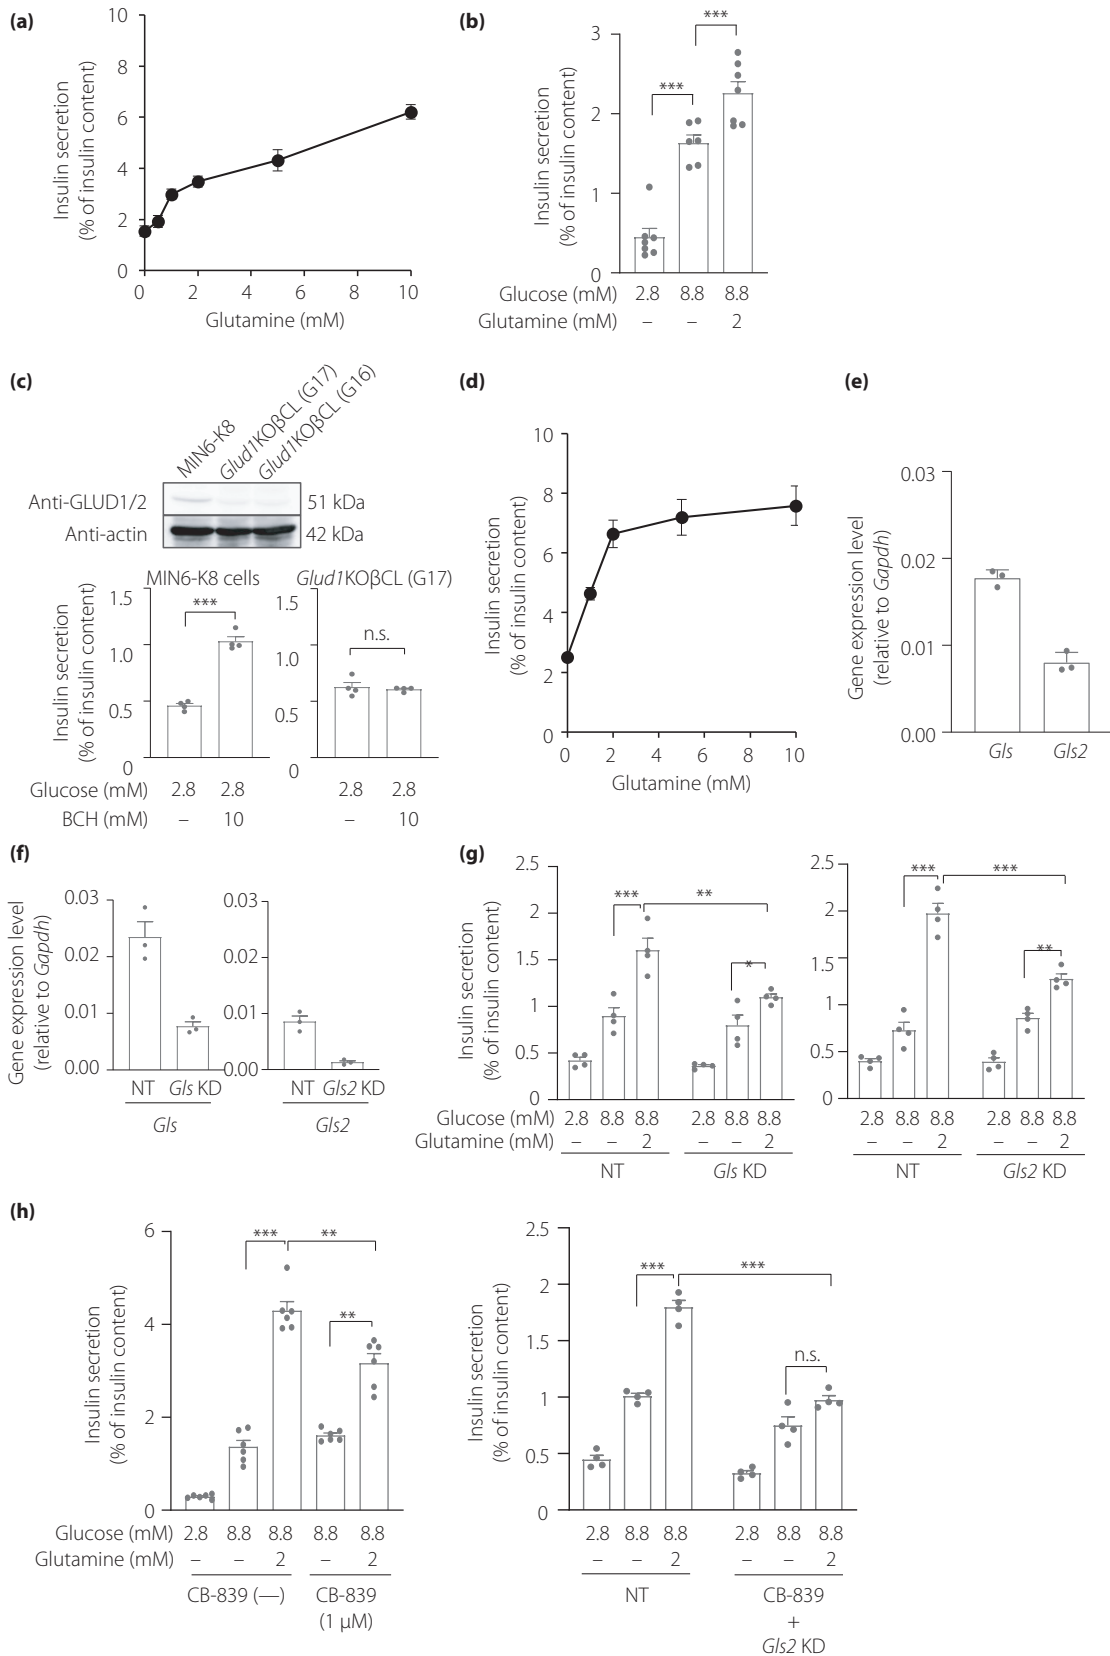 (a)
10
8
6
4
2
0
0 2 4 6 8 10
Insulin secretion
(% of insulin content)
Glutamine (mM)
(b)
3
2
1
0
***
***
Insulin secretion
(% of insulin content)
Glucose (mM) 2.8 8.8 8.8
Glutamine (mM) – – 2
(c)
MIN6-K8
Glud1KOβCL (G17)
Glud1KOβCL (G16)
Anti-GLUD1/2 51 kDa
Anti-actin 42 kDa
MIN6-K8 cells
Glud1KOβCL (G17)
1.5 1.5
1.0 1.0
0.5 0.5
0 0
*** n.s.
Insulin secretion
(% of insulin content)
Glucose (mM) 2.8 2.8 2.8 2.8
BCH (mM) – 10 – 10
(d)
10
8
6
4
2
0
0 2 4 6 8 10
Insulin secretion
(% of insulin content)
Glutamine (mM)
(e)
0.03
0.02
0.01
0.00
Gene expression level
(relative to Gapdh)
Gls Gls2
(f)
0.03 0.03
0.02 0.02
0.01 0.01
0.00 0.00
Gene expression level
(relative to Gapdh)
NT Gls KD NT Gls2 KD
Gls Gls2
(g)
2.5 2.5
2 2
1.5 1.5
1 1
0.5 0.5
0 0
*** ** *
*** *** **
Insulin secretion
(% of insulin content)
Glucose (mM) 2.8 8.8 8.8 2.8 8.8 8.8 2.8 8.8 8.8 2.8 8.8 8.8
Glutamine (mM) – – 2 – – 2 – – 2 – – 2
NT Gls KD NT Gls2 KD
(h)
6
4
2
0
*** **
**
Insulin secretion
(% of insulin content)
Glucose (mM) 2.8 8.8 8.8 8.8 8.8
Glutamine (mM) – – 2 – 2
CB-839 (—) CB-839
(1 μM)
2.5
2
1.5
1
0.5
0
*** ***
n.s.
Insulin secretion
(% of insulin content)
2.8 8.8 8.8 2.8 8.8 8.8
– – 2 – – 2
NT CB-839
+
Gls2 KD